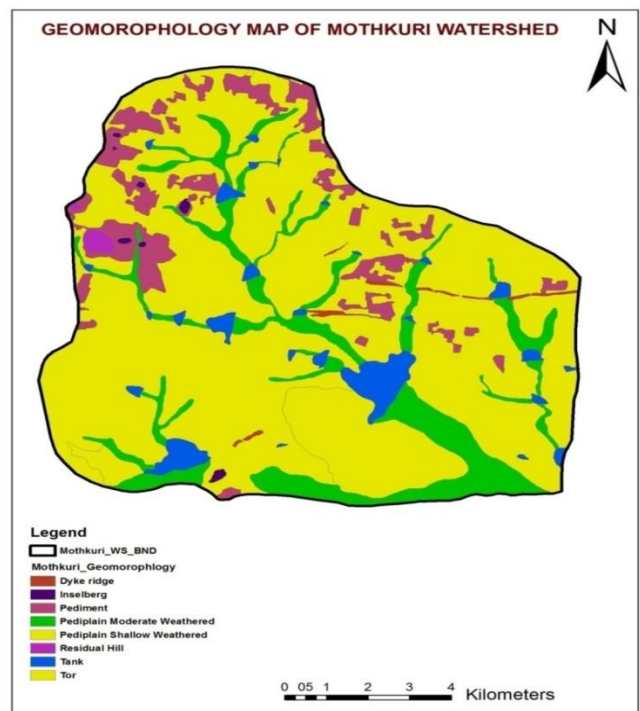 GEOMOROPHOLOGY MAP OF MOTHKURI WATERSHED
N
Legend
Mothkuri_WS_BND
Mothkuri_Geomorophlogy
Dyke ridge
Inselberg
Pediment
Pediplain Moderate Weathered
Pediplain Shallow Weathered
Residual Hill
Tank
Tor
0 05 1 2 3 4 Kilometers